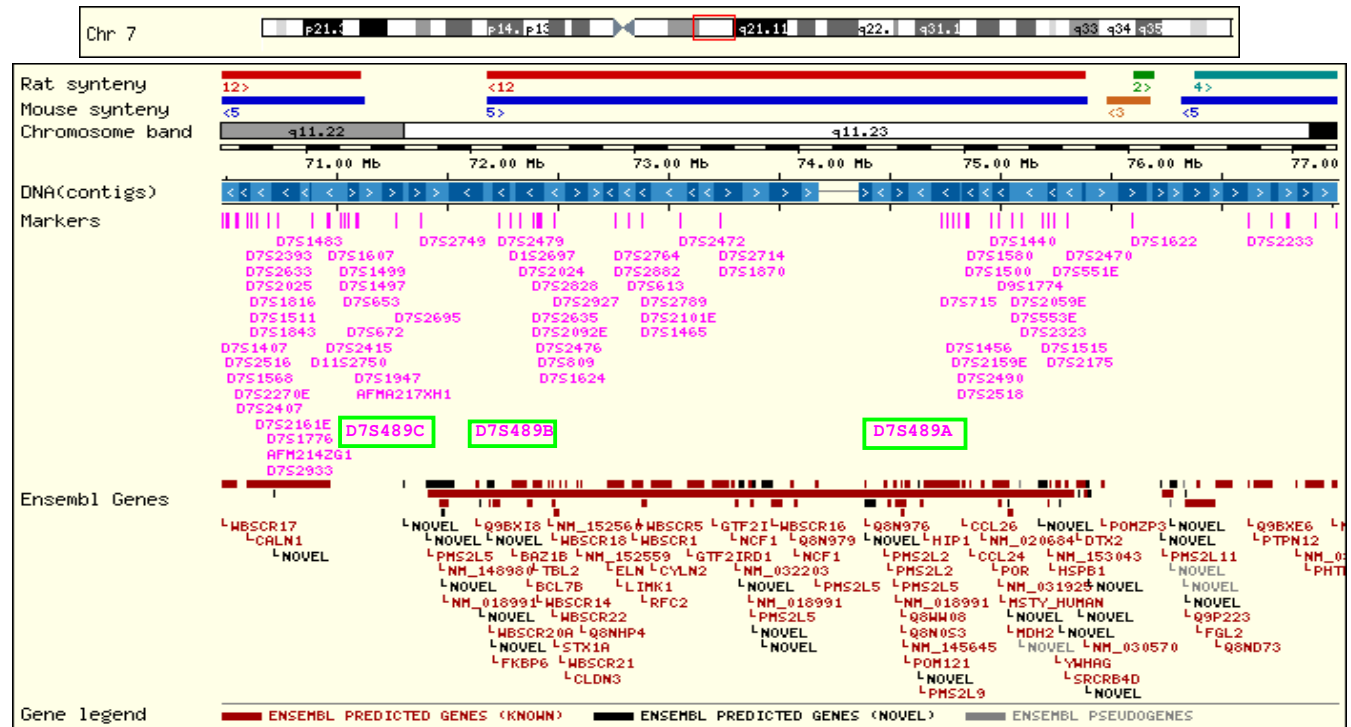 Chr 7
p21.3 p14. p13 q21.11 q22. q31.1 q33 q34 q35
Rat synteny 12> <12 2> 4>
Mouse synteny <5 5> <3 <5
Chromosome band q11.22 q11.23
71.00 Mb 72.00 Mb 73.00 Mb 74.00 Mb 75.00 Mb 76.00 Mb 77.00
DNA(contigs)
Markers
D7S1483 D7S2749 D7S2479 D7S2472 D7S1440 D7S1622 D7S2233
D7S2393 D7S1607 D1S2697 D7S2764 D7S2714 D7S1580 D7S2470
D7S2633 D7S1499 D7S2024 D7S2882 D7S1870 D7S1500 D7S551E
D7S2025 D7S1497 D7S2828 D7S613 D9S1774
D7S1816 D7S653 D7S2927 D7S2789 D7S715 D7S2059E
D7S1511 D7S2695 D7S2635 D7S2101E D7S553E
D7S1843 D7S672 D7S2092E D7S1465 D7S2323
D7S1407 D7S2415 D7S2476 D7S1456 D7S1515
D7S2516 D11S2750 D7S809 D7S2159E D7S2175
D7S1568 D7S1947 D7S1624 D7S2490
D7S2270E AFMA217XH1 D7S2518
D7S2407
D7S2161E D7S489C D7S489B D7S489A
D7S1776
AFM214ZG1
D7S2933
Ensembl Genes
WBSCR17 NOVEL Q9BXI8 NM_152564 WBSCR5 GTF2I WBSCR16 Q8N976 CCL26 NOVEL POMZP3 NOVEL Q9BXE6
CALN1 NOVEL NOVEL WBSCR18 WBSCR1 NCF1 Q8N979 NOVEL HIP1 NM_020684 DTX2 NOVEL PTPN12
NOVEL PMS2L5 BAZ1B NM_152559 GTF2IRD1 NCF1 PMS2L2 CCL24 NM_153043 PMS2L11
NM_148980 TBL2 ELN CYLN2 NM_032203 PMS2L2 POR HSPB1 NOVEL
NOVEL BCL7B LIMK1 NOVEL PMS2L5 PMS2L5 NM_031925 NOVEL NOVEL
NM_018991 WBSCR14 RFC2 NM_018991 NM_018991 MSTY_HUMAN NOVEL
NOVEL WBSCR22 PMS2L5 Q8WW08 NOVEL NOVEL Q9P223
WBSCR20A Q8NHP4 NOVEL Q8N0S3 MDH2 NOVEL FGL2
NOVEL STX1A NOVEL NM_145645 NOVEL NM_030570 Q8ND73
FKBP6 WBSCR21 POM121 YWHAG
CLDN3 NOVEL SRCRB4D
PMS2L9 NOVEL
Gene legend ENSEMBL PREDICTED GENES (KNOWN) ENSEMBL PREDICTED GENES (NOVEL) ENSEMBL PSEUDOGENES